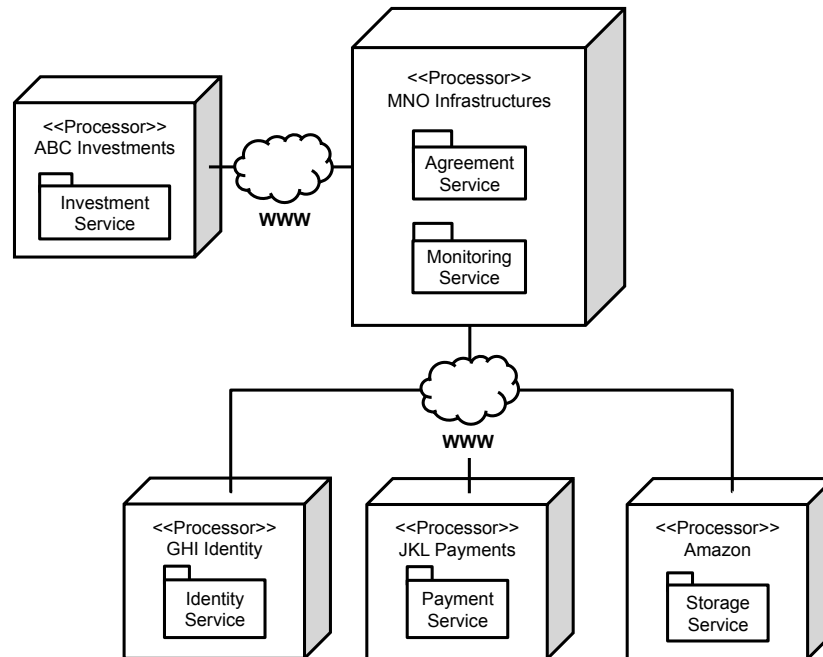 <<Processor>>
MNO Infrastructures
Agreement
Service
Monitoring
Service
<<Processor>>
ABC Investments
Investment
Service
WWW
WWW
<<Processor>>
GHI Identity
Identity
Service
<<Processor>>
JKL Payments
Payment
Service
<<Processor>>
Amazon
Storage
Service